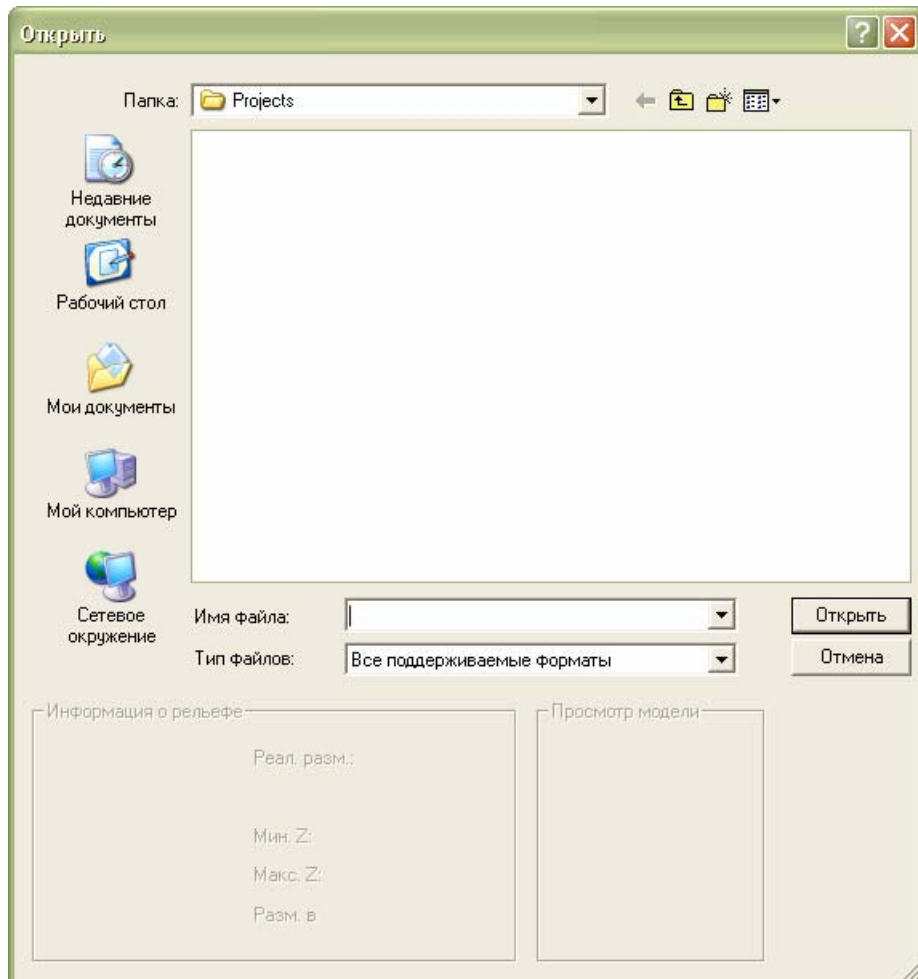 Открыть
Папка: Projects
Недавние
документы
Рабочий стол
Мои документы
Мой компьютер
Сетевое
окружение
Имя файла:
Открыть
Тип файлов: Все поддерживаемые форматы
Отмена
Информация о рельефе
Реал. разм.:
Мин. Z:
Макс. Z:
Разм. в
Просмотр модели